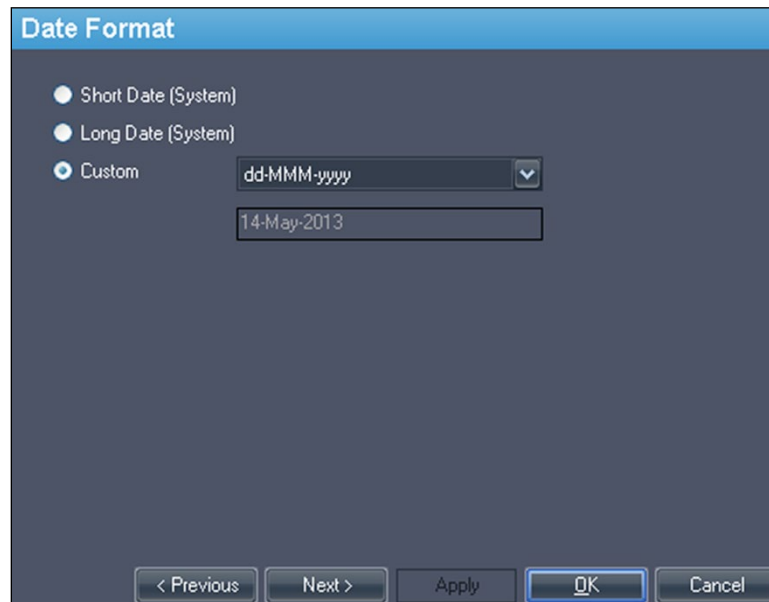 Date Format
Short Date (System)
Long Date (System)
Custom dd-MMM-yyyy
14-May-2013
< Previous Next > Apply OK Cancel